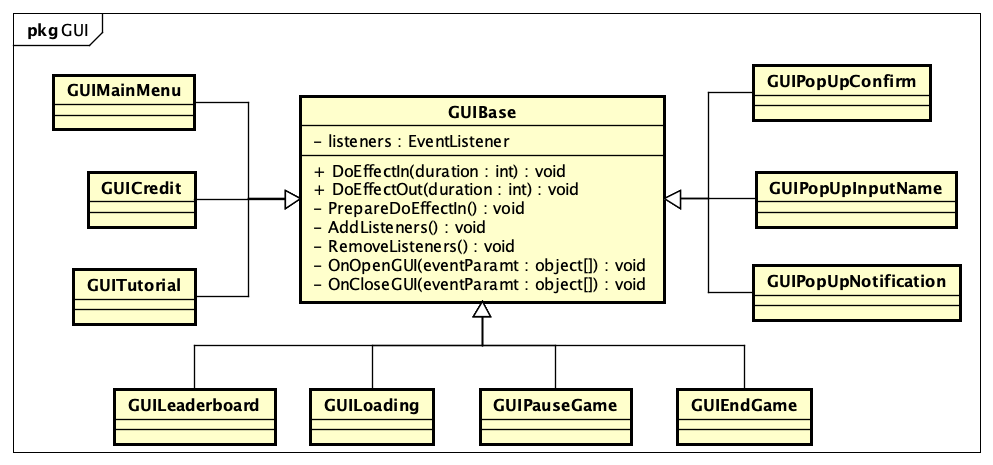 pkg GUI
GUIMainMenu
GUICredit
GUITutorial
GUIBase
– listeners : EventListener
+ DoEffectIn(duration : int) : void
+ DoEffectOut(duration : int) : void
– PrepareDoEffectIn() : void
– AddListeners() : void
– RemoveListeners() : void
– OnOpenGUI(eventParamt : object[]) : void
– OnCloseGUI(eventParamt : object[]) : void
GUIPopUpConfirm
GUIPopUpInputName
GUIPopUpNotification
GUILeaderboard
GUILoading
GUIPauseGame
GUIEndGame